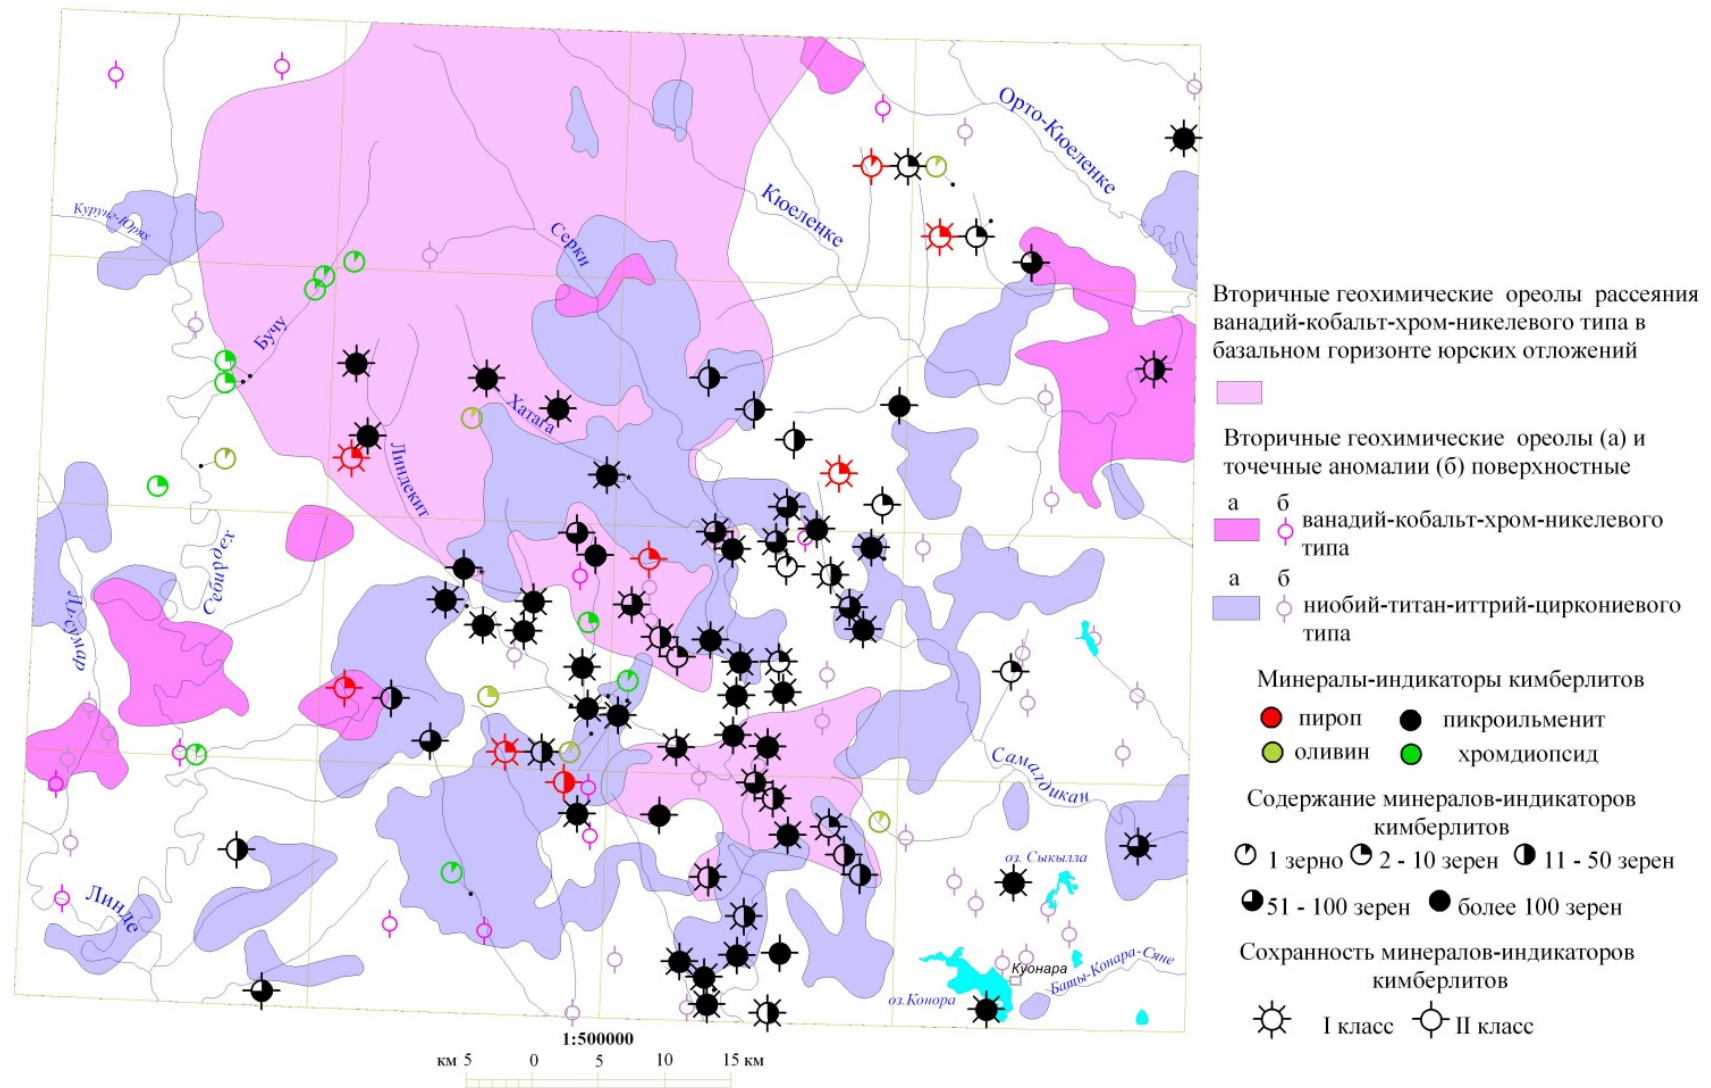 Орто-Кюеленке
Кюеленке
Курунг-Юрях
Серки
Бучу
Хатага
Линдекит
Себирдех
Самалдикан
оз. Сыкылла
Линде
Куонара
Баты-Конара-Сяне
оз.Конора
1:500000
км 5 0 5 10 15 км
Вторичные геохимические ореолы рассеяния
ванадий-кобальт-хром-никелевого типа в
базальном горизонте юрских отложений
Вторичные геохимические ореолы (а) и
точечные аномалии (б) поверхностные
а б
ванадий-кобальт-хром-никелевого
типа
а б
ниобий-титан-иттрий-циркониевого
типа
Минералы-индикаторы кимберлитов
пироп пикроильменит
оливин хромдиопсид
Содержание минералов-индикаторов
кимберлитов
1 зерно 2 - 10 зерен 11 - 50 зерен
51 - 100 зерен более 100 зерен
Сохранность минералов-индикаторов
кимберлитов
I класс II класс